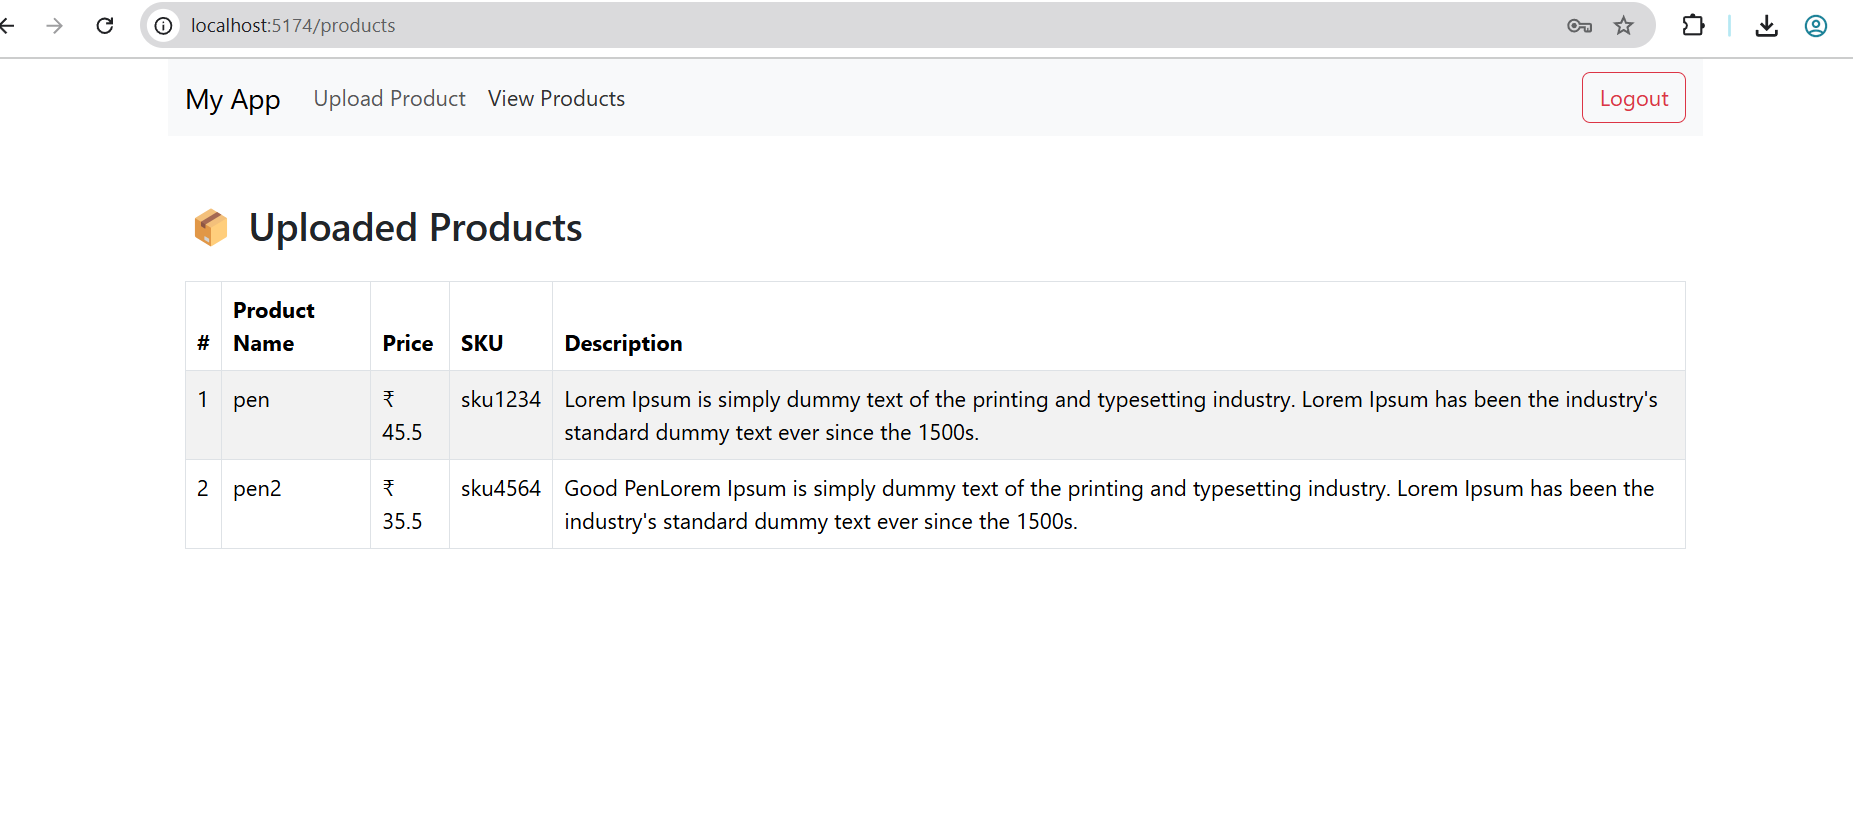 localhost:5174/products
My App Upload Product View Products Logout
📦 Uploaded Products
# Product Name Price SKU Description
1 pen ₹ 45.5 sku1234 Lorem Ipsum is simply dummy text of the printing and typesetting industry. Lorem Ipsum has been the industry's
standard dummy text ever since the 1500s.
2 pen2 ₹ 35.5 sku4564 Good PenLorem Ipsum is simply dummy text of the printing and typesetting industry. Lorem Ipsum has been the
industry's standard dummy text ever since the 1500s.